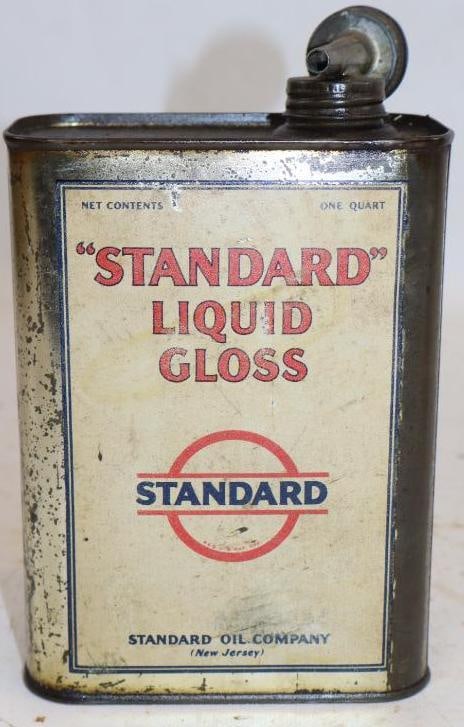 NET CONTENTS ONE QUART
"STANDARD"
LIQUID
GLOSS
STANDARD
STANDARD OIL COMPANY
(New Jersey)